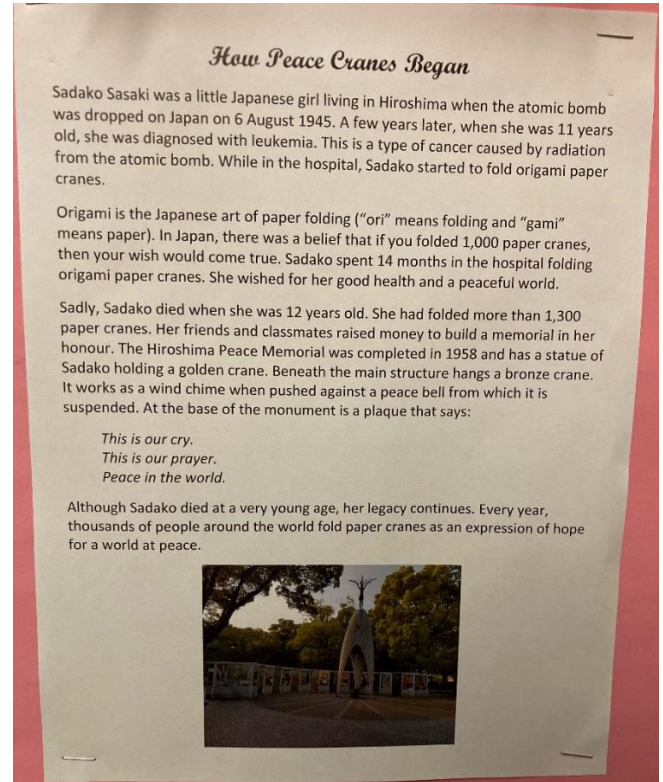 How Peace Cranes Began
Sadako Sasaki was a little Japanese girl living in Hiroshima when the atomic bomb
was dropped on Japan on 6 August 1945. A few years later, when she was 11 years
old, she was diagnosed with leukemia. This is a type of cancer caused by radiation
from the atomic bomb. While in the hospital, Sadako started to fold origami paper
cranes.
Origami is the Japanese art of paper folding (“ori” means folding and “gami”
means paper). In Japan, there was a belief that if you folded 1,000 paper cranes,
then your wish would come true. Sadako spent 14 months in the hospital folding
origami paper cranes. She wished for her good health and a peaceful world.
Sadly, Sadako died when she was 12 years old. She had folded more than 1,300
paper cranes. Her friends and classmates raised money to build a memorial in her
honour. The Hiroshima Peace Memorial was completed in 1958 and has a statue of
Sadako holding a golden crane. Beneath the main structure hangs a bronze crane.
It works as a wind chime when pushed against a peace bell from which it is
suspended. At the base of the monument is a plaque that says:
This is our cry.
This is our prayer.
Peace in the world.
Although Sadako died at a very young age, her legacy continues. Every year,
thousands of people around the world fold paper cranes as an expression of hope
for a world at peace.